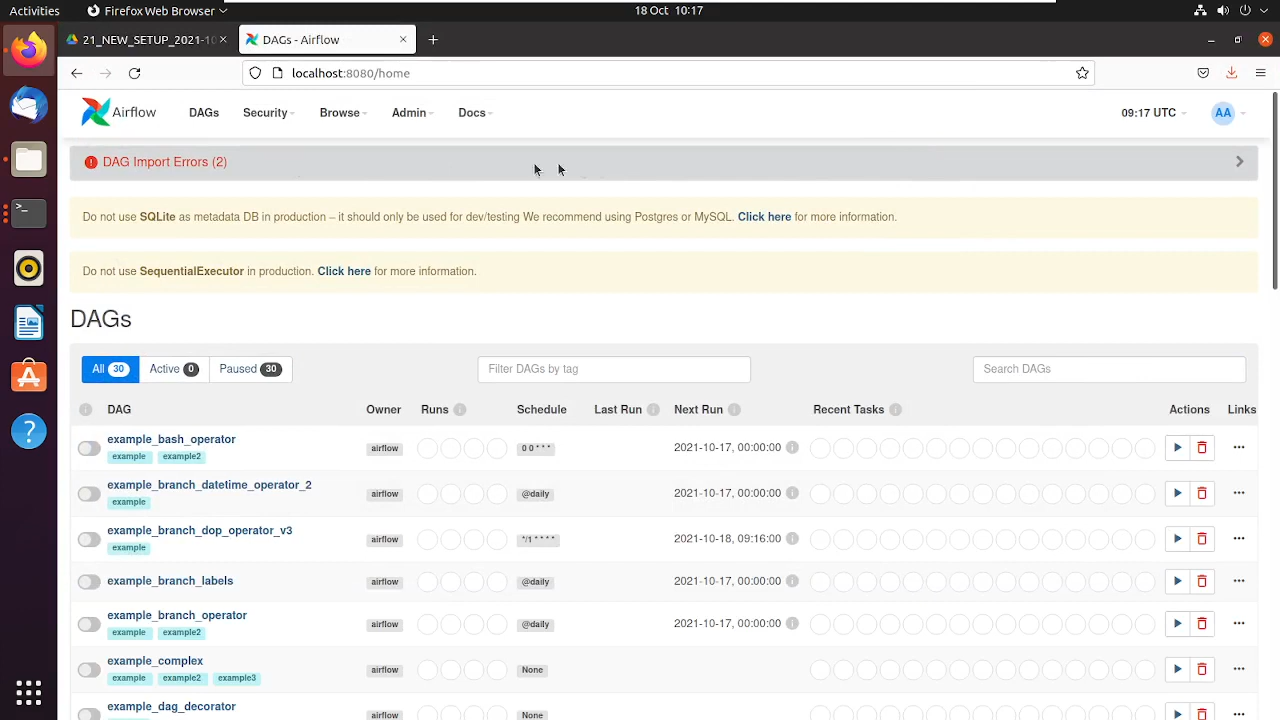 Activities Firefox Web Browser 18 Oct 10:17
21_NEW_SETUP_2021-10 DAGs - Airflow
localhost:8080/home
Airflow DAGs Security Browse Admin Docs 09:17 UTC AA
DAG Import Errors (2)
Do not use SQLite as metadata DB in production – it should only be used for dev/testing We recommend using Postgres or MySQL. Click here for more information.
Do not use SequentialExecutor in production. Click here for more information.
DAGs
All 30 Active 0 Paused 30 Filter DAGs by tag Search DAGs
DAG Owner Runs Schedule Last Run Next Run Recent Tasks Actions Links
example_bash_operator
airflow 0 0 * * * 2021-10-17, 00:00:00
example example2
example_branch_datetime_operator_2
airflow @daily 2021-10-17, 00:00:00
example
example_branch_dop_operator_v3
airflow */1 * * * * 2021-10-18, 09:16:00
example
example_branch_labels airflow @daily 2021-10-17, 00:00:00
example_branch_operator
airflow @daily 2021-10-17, 00:00:00
example example2
example_complex
airflow None
example example2 example3
example_dag_decorator
airflow None